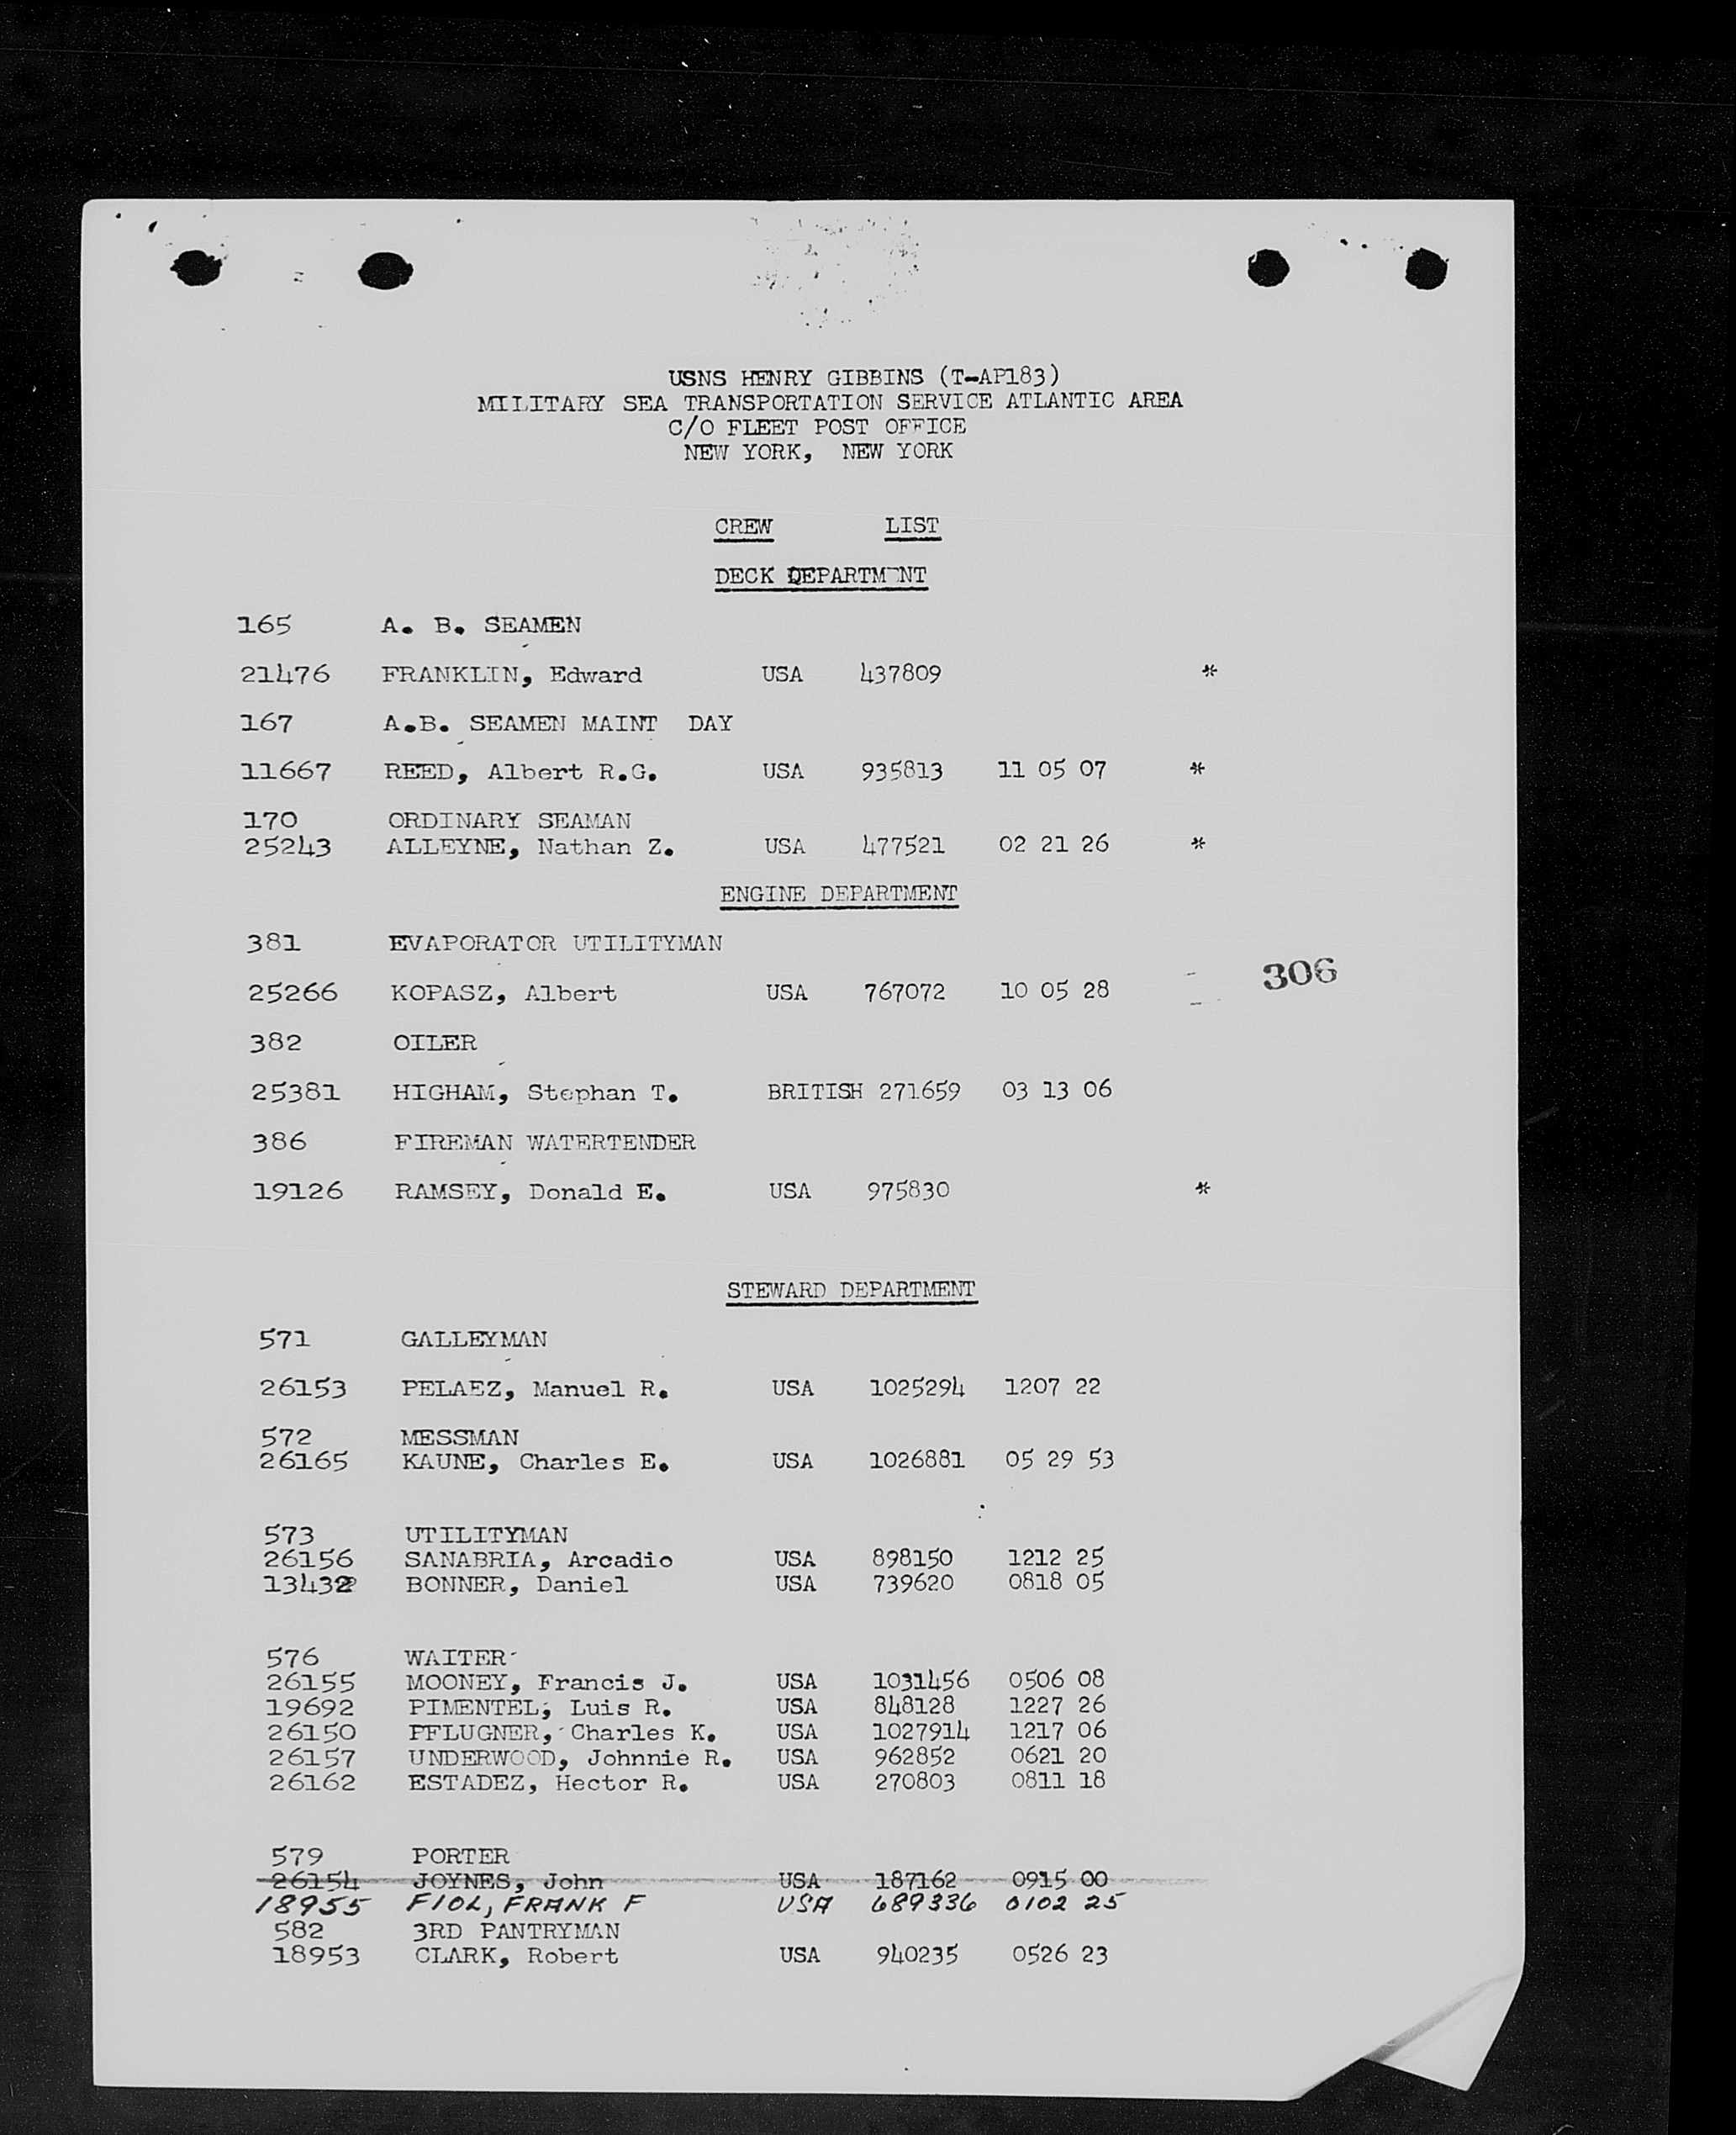 USNS HENRY GIBBINS (T-AP183)
MILITARY SEA TRANSPORTATION SERVICE ATLANTIC AREA
C/O FLEET POST OFFICE
NEW YORK, NEW YORK
CREW LIST
DECK DEPARTMENT
165 A. B. SEAMEN
21476 FRANKLIN, Edward USA 437809 *
167 A.B. SEAMEN MAINT DAY
11667 REED, Albert R.G. USA 935813 11 05 07 *
170 ORDINARY SEAMAN
25243 ALLEYNE, Nathan Z. USA 477521 02 21 26 *
ENGINE DEPARTMENT
381 EVAPORATOR UTILITYMAN
306
25266 KOPASZ, Albert USA 767072 10 05 28
382 OILER
25381 HIGHAM, Stephan T. BRITISH 271659 03 13 06
386 FIREMAN WATERTENDER
19126 RAMSEY, Donald E. USA 975830 *
STEWARD DEPARTMENT
571 GALLEYMAN
26153 PELAEZ, Manuel R. USA 1025294 1207 22
572 MESSMAN
26165 KAUNE, Charles E. USA 1026881 05 29 53
573 UTILITYMAN
26156 SANABRIA, Arcadio USA 898150 1212 25
13432 BONNER, Daniel USA 739620 0818 05
576 WAITER
26155 MOONEY, Francis J. USA 1031456 0506 08
19692 PIMENTEL, Luis R. USA 848128 1227 26
26150 PFLUGNER, Charles K. USA 1027914 1217 06
26157 UNDERWOOD, Johnnie R. USA 962852 0621 20
26162 ESTADEZ, Hector R. USA 270803 0811 18
579 PORTER
26154 JOYNES, John USA 187162 0915 00
18955 FIOL, FRANK F USA 689336 0102 25
582 3RD PANTRYMAN
18953 CLARK, Robert USA 940235 0526 23